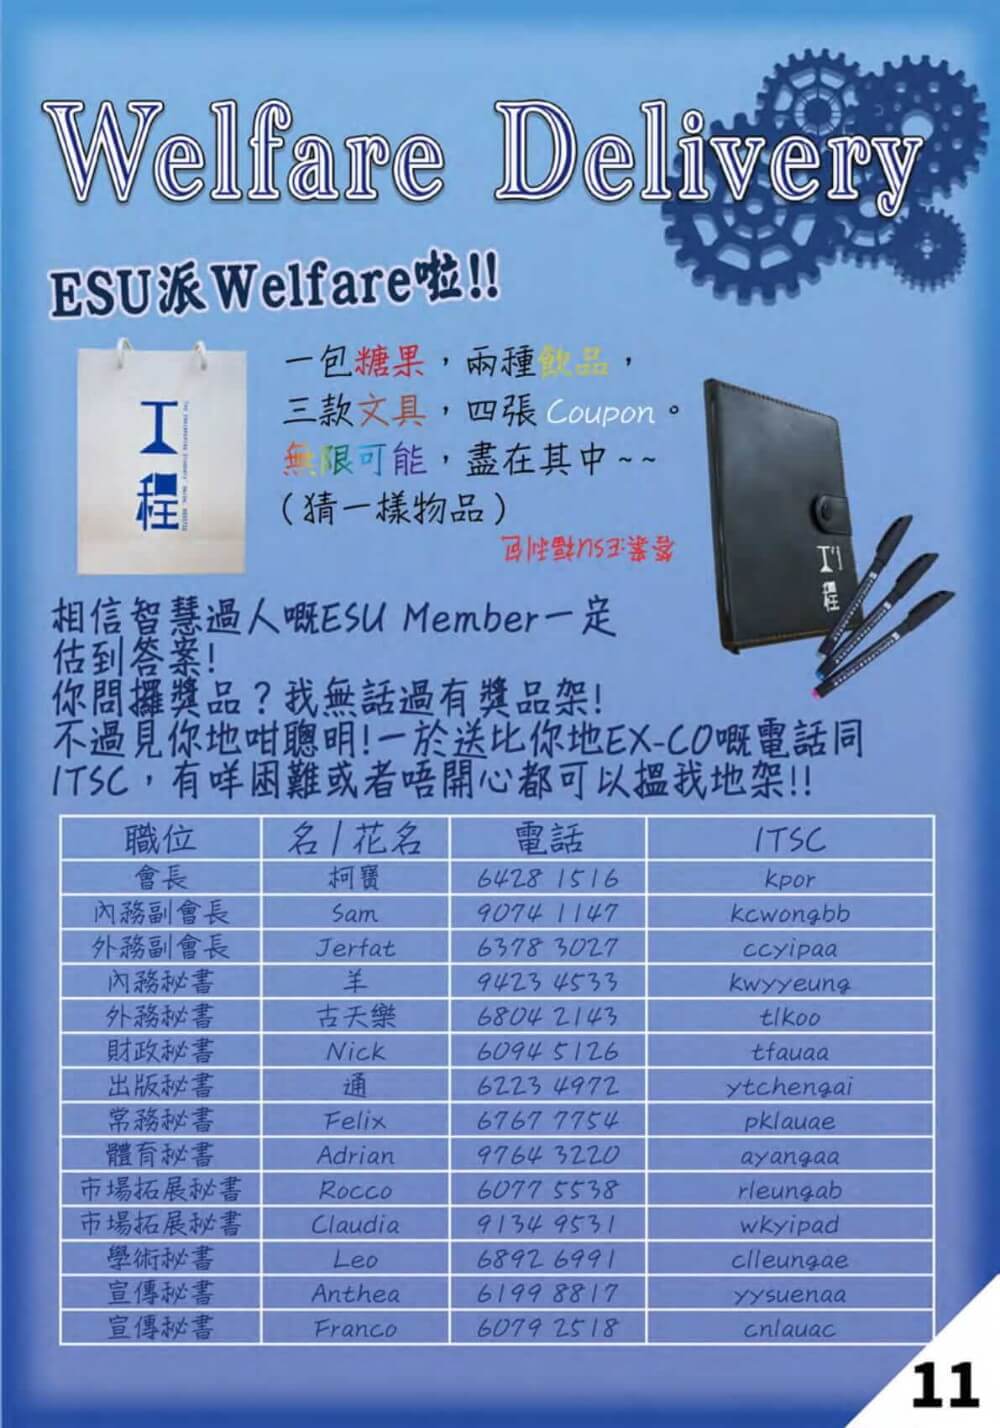 Welfare Delivery
ESU派Welfare啦!!
一包糖果，兩種飲品，
三款文具，四張 Coupon。
無限可能，盡在其中~~
(猜一樣物品)
答案:ESU福利包
工程
工程
相信智慧過人嘅ESU Member一定
估到答案!
你問攞獎品？我無話過有獎品架!
不過見你地咁聰明!一於送比你地EX-CO嘅電話同
ITSC，有咩困難或者唔開心都可以搵我地架!!
職位 名/花名 電話 ITSC
會長 柯寶 6428 1516 kpor
內務副會長 Sam 9074 1147 kcwongbb
外務副會長 Jerfat 6378 3027 ccyipaa
內務秘書 羊 9423 4533 kwyyeung
外務秘書 古天樂 6804 2143 tlkoo
財政秘書 Nick 6094 5126 tfauaa
出版秘書 通 6223 4972 ytchengai
常務秘書 Felix 6767 7754 pklauae
體育秘書 Adrian 9764 3220 ayangaa
市場拓展秘書 Rocco 6077 5538 rleungab
市場拓展秘書 Claudia 9134 9531 wkyipad
學術秘書 Leo 6892 6991 clleungae
宣傳秘書 Anthea 6199 8817 yysuenaa
宣傳秘書 Franco 6079 2518 cnlauac
11